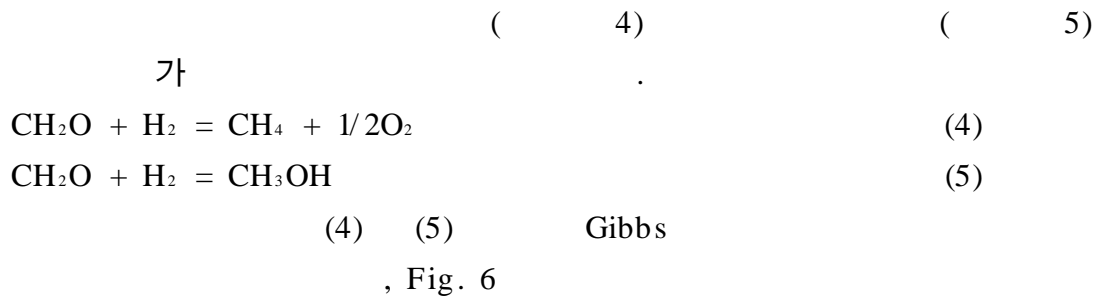 ( 4) ( 5)
가 .
CH₂O + H₂ = CH₄ + 1/2O₂ (4)
CH₂O + H₂ = CH₃OH (5)
(4) (5) Gibbs
, Fig. 6